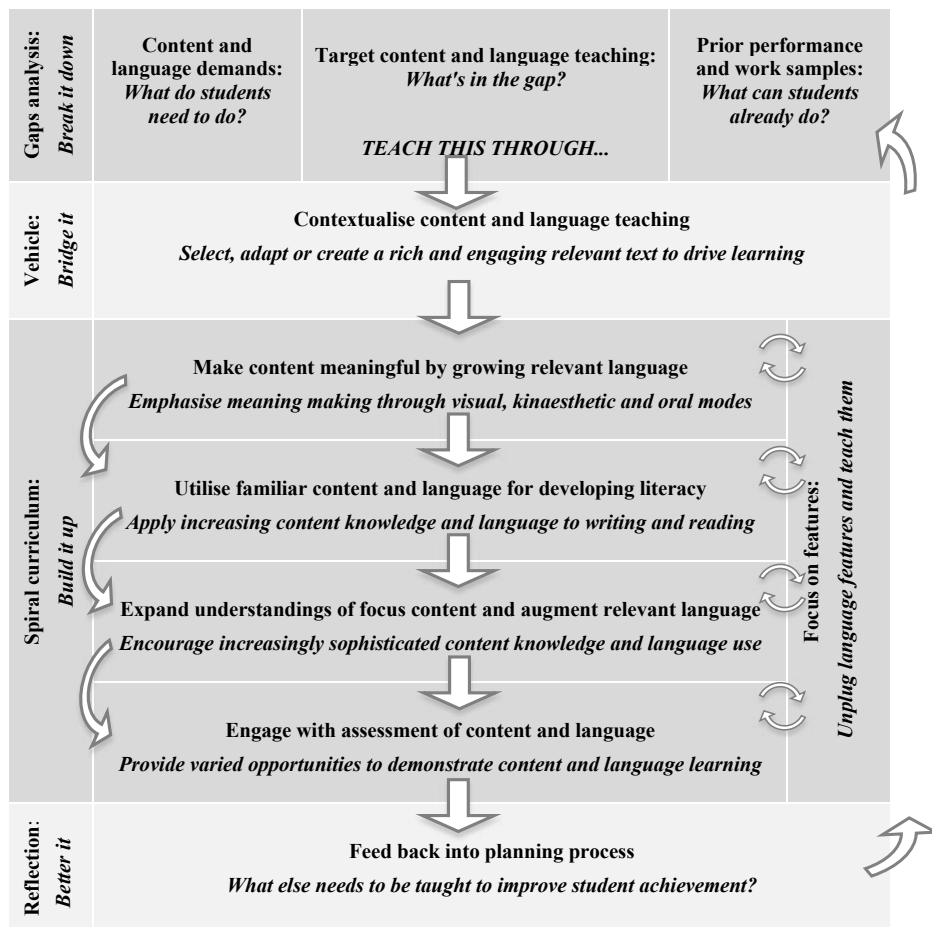 Gaps analysis:
Break it down
Content and
language demands:
What do students
need to do?
Target content and language teaching:
What's in the gap?
TEACH THIS THROUGH...
Prior performance
and work samples:
What can students
already do?
Vehicle:
Bridge it
Contextualise content and language teaching
Select, adapt or create a rich and engaging relevant text to drive learning
Spiral curriculum:
Build it up
Make content meaningful by growing relevant language
Emphasise meaning making through visual, kinaesthetic and oral modes
Utilise familiar content and language for developing literacy
Apply increasing content knowledge and language to writing and reading
Expand understandings of focus content and augment relevant language
Encourage increasingly sophisticated content knowledge and language use
Engage with assessment of content and language
Provide varied opportunities to demonstrate content and language learning
Focus on features:
Unplug language features and teach them
Reflection:
Better it
Feed back into planning process
What else needs to be taught to improve student achievement?